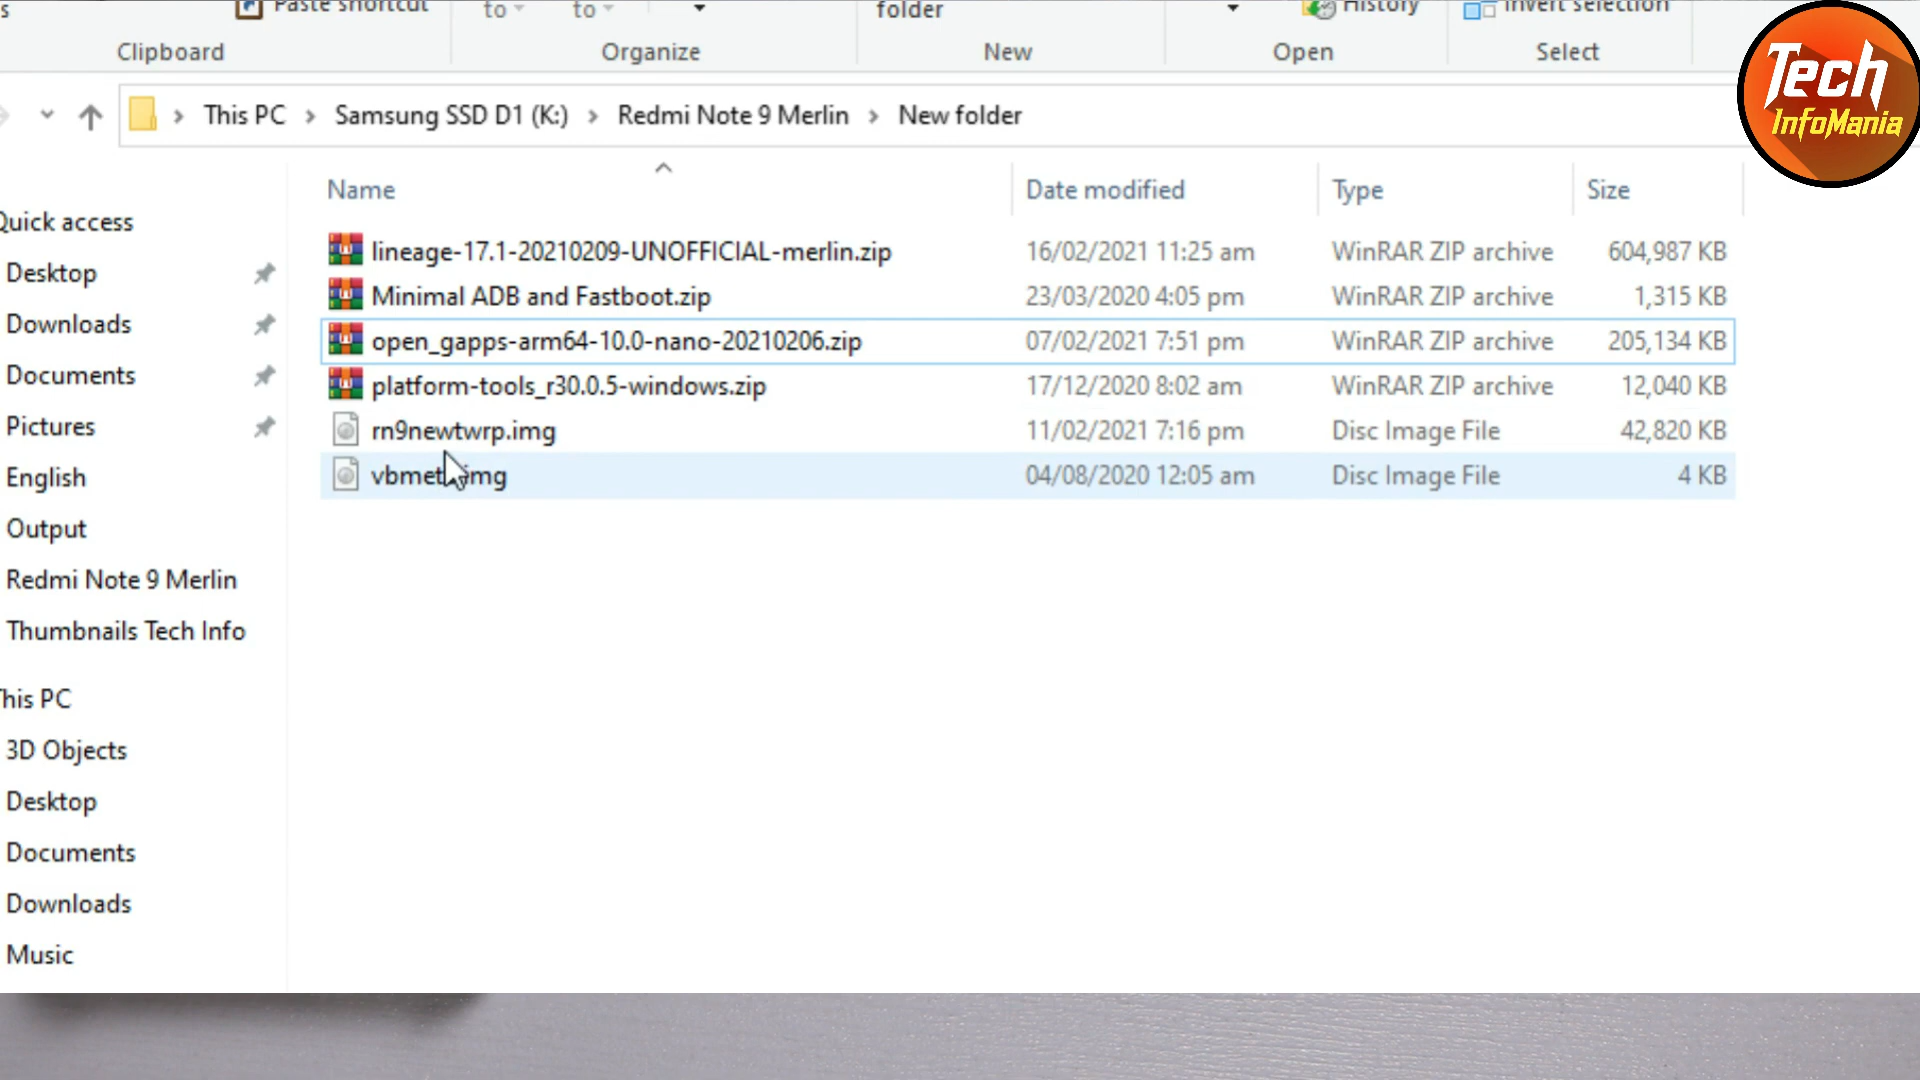 Paste shortcut
to
to
folder
History
Invert selection
Clipboard
Organize
New
Open
Select
Tech
InfoMania
This PC > Samsung SSD D1 (K:) > Redmi Note 9 Merlin > New folder
Name
Date modified
Type
Size
Quick access
Desktop
Downloads
Documents
Pictures
English
Output
Redmi Note 9 Merlin
Thumbnails Tech Info
This PC
3D Objects
Desktop
Documents
Downloads
Music
lineage-17.1-20210209-UNOFFICIAL-merlin.zip 16/02/2021 11:25 am WinRAR ZIP archive 604,987 KB
Minimal ADB and Fastboot.zip 23/03/2020 4:05 pm WinRAR ZIP archive 1,315 KB
open_gapps-arm64-10.0-nano-20210206.zip 07/02/2021 7:51 pm WinRAR ZIP archive 205,134 KB
platform-tools_r30.0.5-windows.zip 17/12/2020 8:02 am WinRAR ZIP archive 12,040 KB
rn9newtwrp.img 11/02/2021 7:16 pm Disc Image File 42,820 KB
vbmeta.img 04/08/2020 12:05 am Disc Image File 4 KB